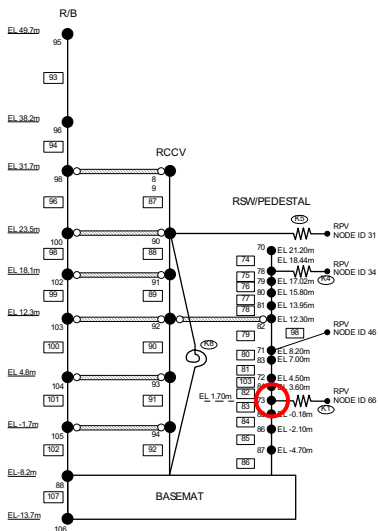 R/B
EL 49.7m
95
93
EL 38.2m
96
94
RCCV
EL 31.7m
98
8
9
96
87
RSW/PEDESTAL
K5
EL 23.5m
100
90
RPV
NODE ID 31
98
88
70
EL 21.20m
74
EL 18.44m
K4
EL 18.1m
102
91
78
RPV
NODE ID 34
75
79
EL 17.02m
76
80
EL 15.80m
99
89
77
81
EL 13.95m
78
EL 12.3m
103
92
82
EL 12.30m
98
RPV
NODE ID 46
79
100
90
K8
80
71
EL 8.20m
83
EL 7.00m
81
EL 4.8m
104
93
103
72
EL 4.50m
82
EL 3.60m
EL 1.70m
73
RPV
NODE ID 66
K1
101
91
83
EL -0.18m
84
EL -1.7m
105
94
86
EL -2.10m
102
92
85
87
EL -4.70m
86
EL-8.2m
88
107
BASEMAT
EL-13.7m
106